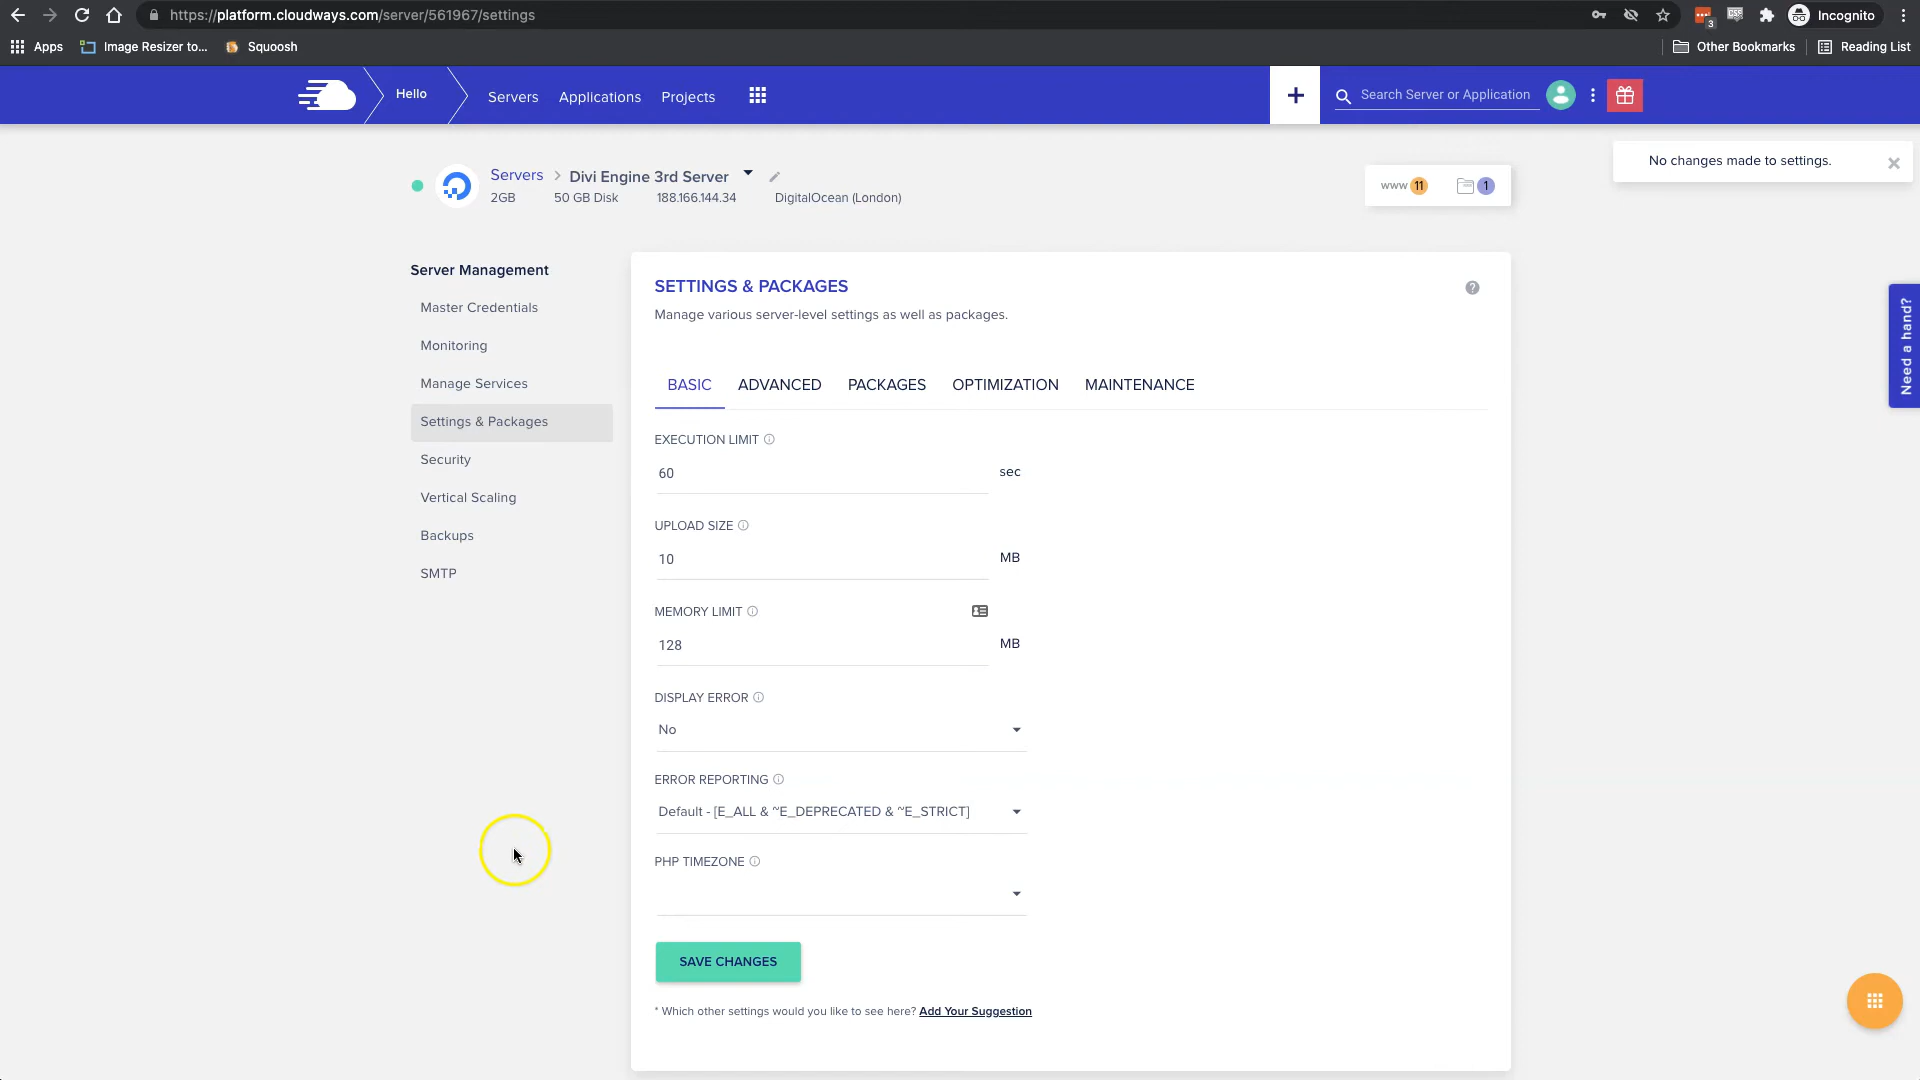 https://platform.cloudways.com/server/561967/settings
3
CSF
Incognito
Apps
Image Resizer to...
Squoosh
Other Bookmarks
Reading List
Hello
Servers
Applications
Projects
+
Search Server or Application
No changes made to settings.
Servers > Divi Engine 3rd Server
2GB
50 GB Disk
188.166.144.34
DigitalOcean (London)
www 11
1
Need a hand?
Server Management
Master Credentials
Monitoring
Manage Services
Settings & Packages
Security
Vertical Scaling
Backups
SMTP
SETTINGS & PACKAGES
?
Manage various server-level settings as well as packages.
BASIC
ADVANCED
PACKAGES
OPTIMIZATION
MAINTENANCE
EXECUTION LIMIT
60
sec
UPLOAD SIZE
10
MB
MEMORY LIMIT
128
MB
DISPLAY ERROR
No
ERROR REPORTING
Default - [E_ALL & ~E_DEPRECATED & ~E_STRICT]
PHP TIMEZONE
SAVE CHANGES
* Which other settings would you like to see here? Add Your Suggestion